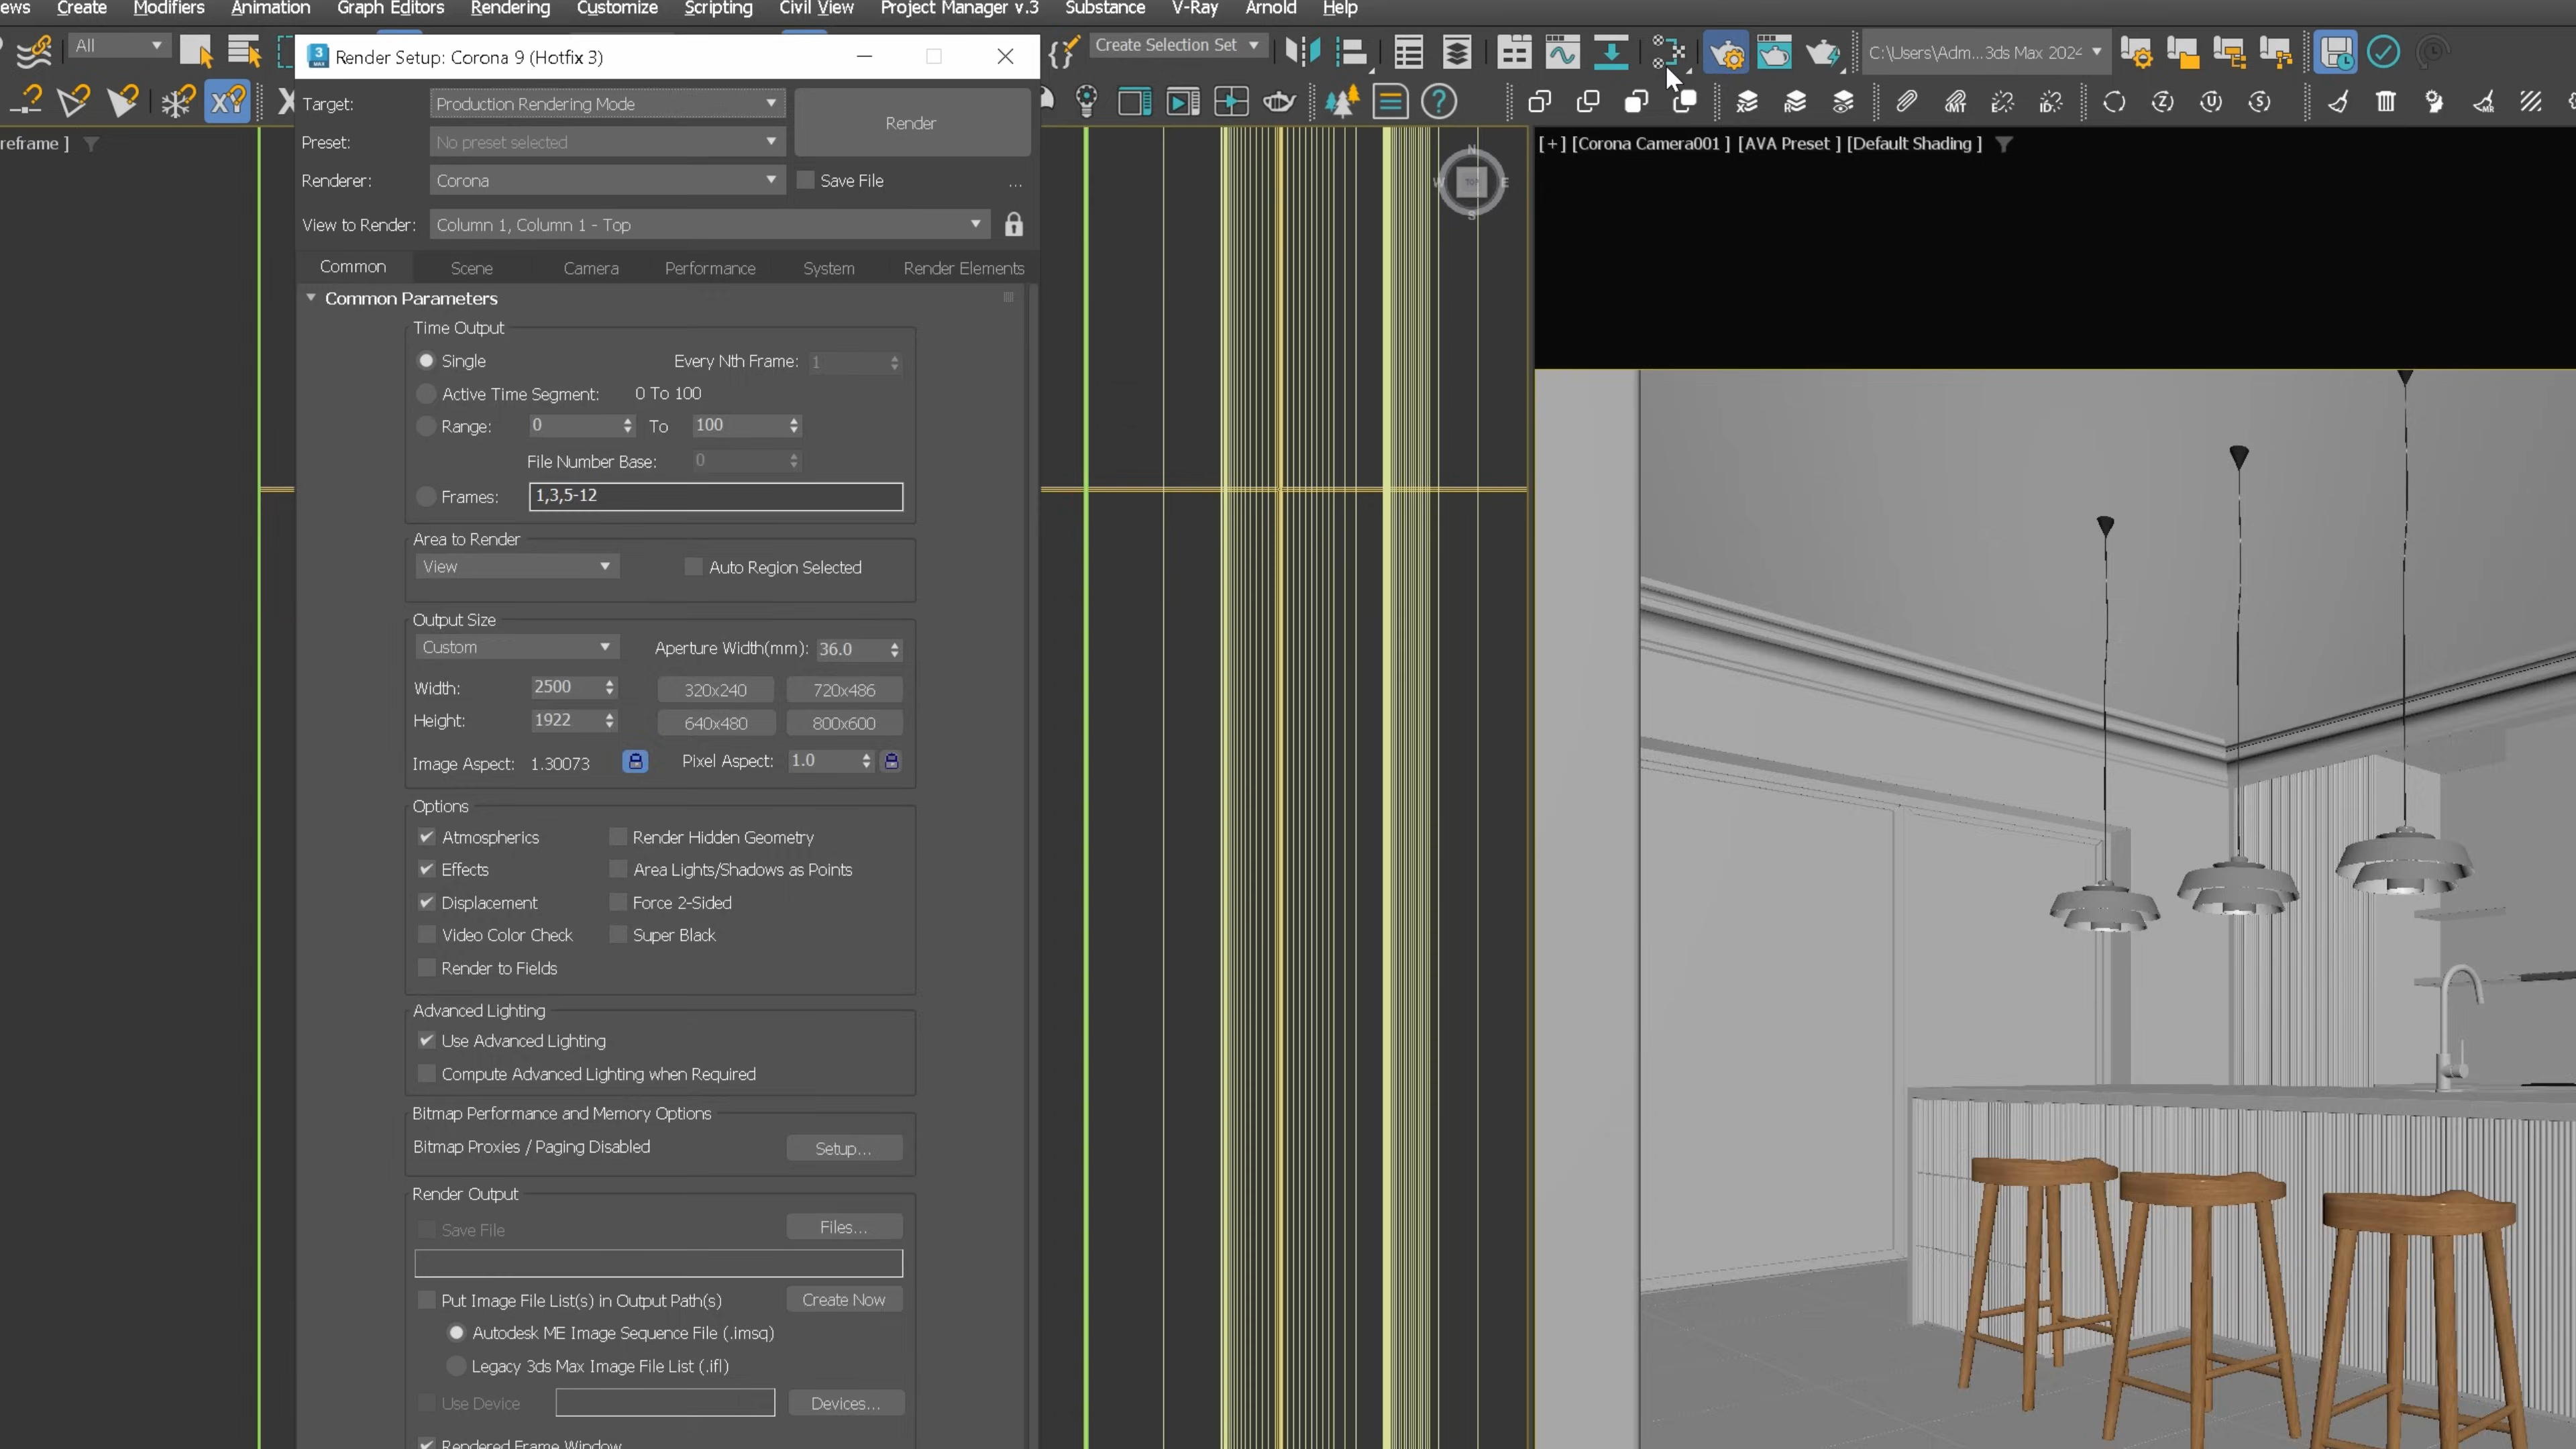 ews Create Modifiers Animation Graph Editors Rendering Customize Scripting Civil View Project Manager v.3 Substance V-Ray Arnold Help
All
Create Selection Set
C:\Users\Adm...3ds Max 2024
Render Setup: Corona 9 (Hotfix 3)
Target: Production Rendering Mode
Render
Preset: No preset selected
Renderer: Corona
Save File ...
View to Render: Column 1, Column 1 - Top
Common Scene Camera Performance System Render Elements
Common Parameters
Time Output
Single Every Nth Frame: 1
Active Time Segment: 0 To 100
Range: 0 To 100
File Number Base: 0
Frames: 1,3,5-12
Area to Render
View Auto Region Selected
Output Size
Custom Aperture Width(mm): 36.0
Width: 2500 320x240 720x486
Height: 1922 640x480 800x600
Image Aspect: 1.30073 Pixel Aspect: 1.0
Options
Atmospherics Render Hidden Geometry
Effects Area Lights/Shadows as Points
Displacement Force 2-Sided
Video Color Check Super Black
Render to Fields
Advanced Lighting
Use Advanced Lighting
Compute Advanced Lighting when Required
Bitmap Performance and Memory Options
Bitmap Proxies / Paging Disabled Setup...
Render Output
Save File Files...
Put Image File List(s) in Output Path(s) Create Now
Autodesk ME Image Sequence File (.imsq)
Legacy 3ds Max Image File List (.ifl)
Use Device Devices...
Rendered Frame Window
reframe ]
N
W TOP E
S
[+] [Corona Camera001 ] [AVA Preset ] [Default Shading ]